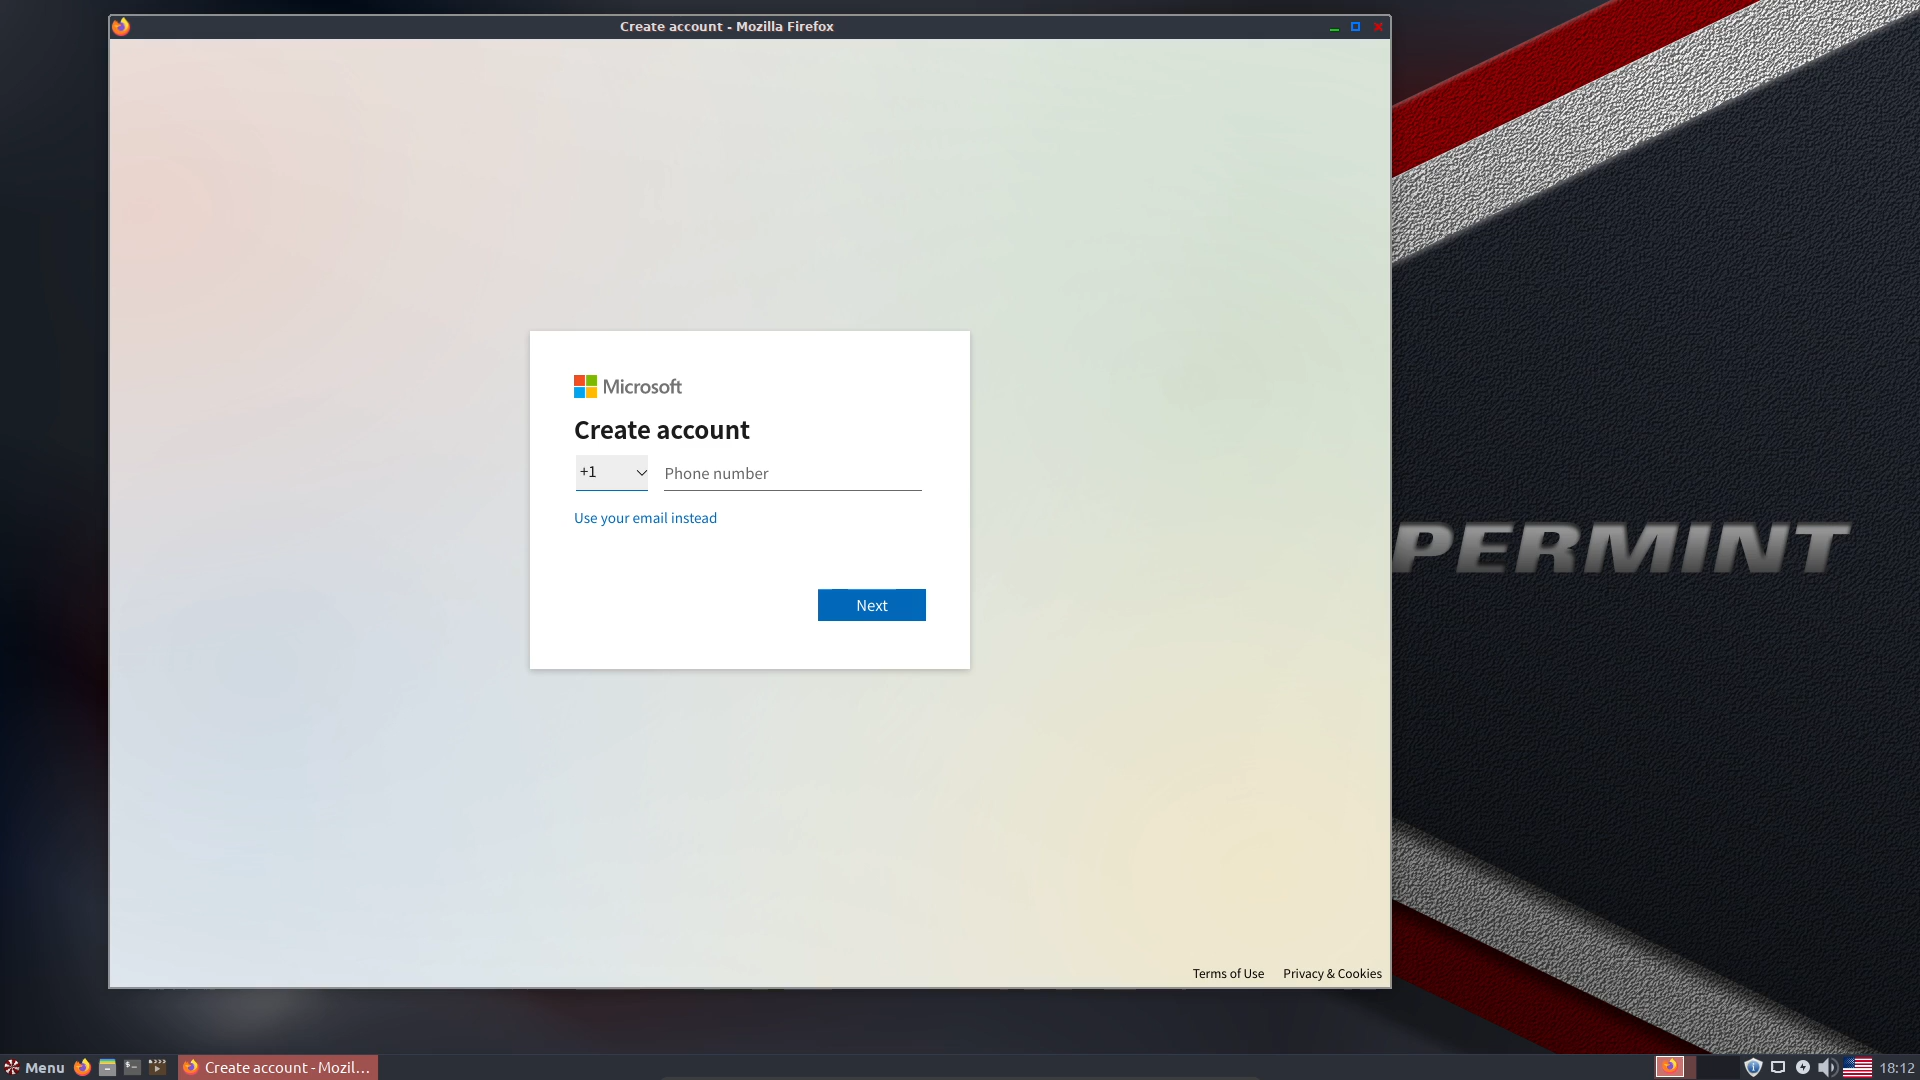 Create account - Mozilla Firefox
Microsoft
Create account
+1
Phone number
Use your email instead
Next
PERMINT
Terms of Use Privacy & Cookies
Menu
Create account - Mozil...
18:12